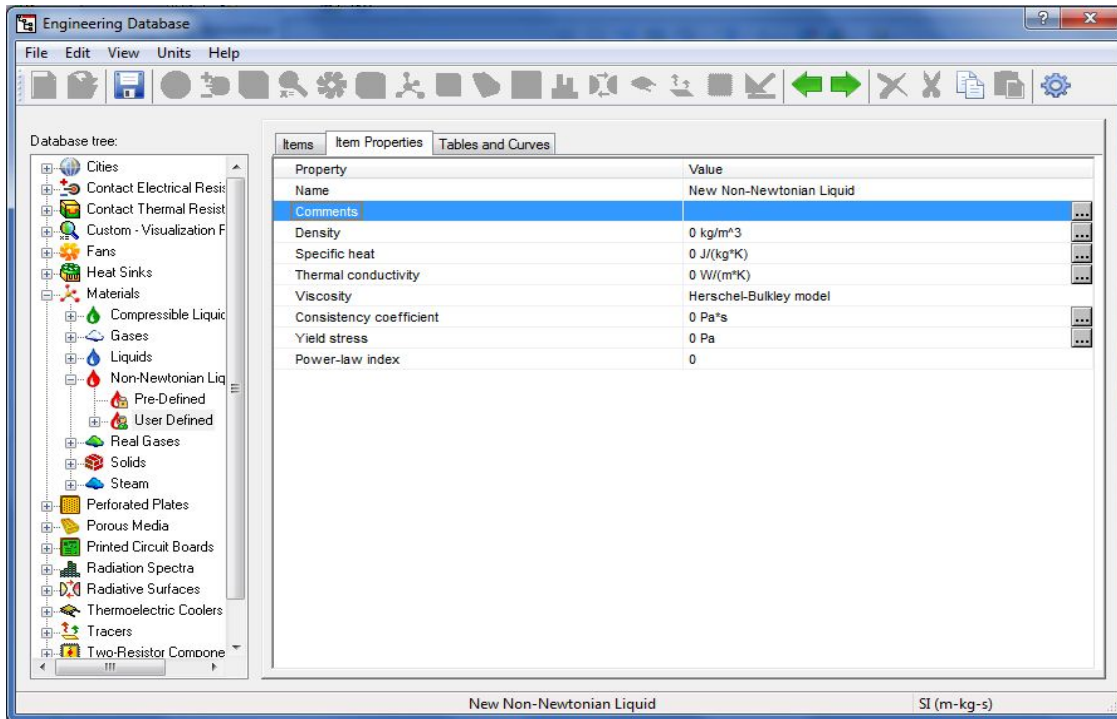 Engineering Database
File Edit View Units Help
Database tree:
Cities
Contact Electrical Resis
Contact Thermal Resist
Custom - Visualization F
Fans
Heat Sinks
Materials
Compressible Liquid
Gases
Liquids
Non-Newtonian Liq
Pre-Defined
User Defined
Real Gases
Solids
Steam
Perforated Plates
Porous Media
Printed Circuit Boards
Radiation Spectra
Radiative Surfaces
Thermoelectric Coolers
Tracers
Two-Resistor Compone
Items Item Properties Tables and Curves
Property Value
Name New Non-Newtonian Liquid
Comments ...
Density 0 kg/m^3 ...
Specific heat 0 J/(kg*K) ...
Thermal conductivity 0 W/(m*K) ...
Viscosity Herschel-Bulkley model
Consistency coefficient 0 Pa*s ...
Yield stress 0 Pa ...
Power-law index 0
New Non-Newtonian Liquid SI (m-kg-s)